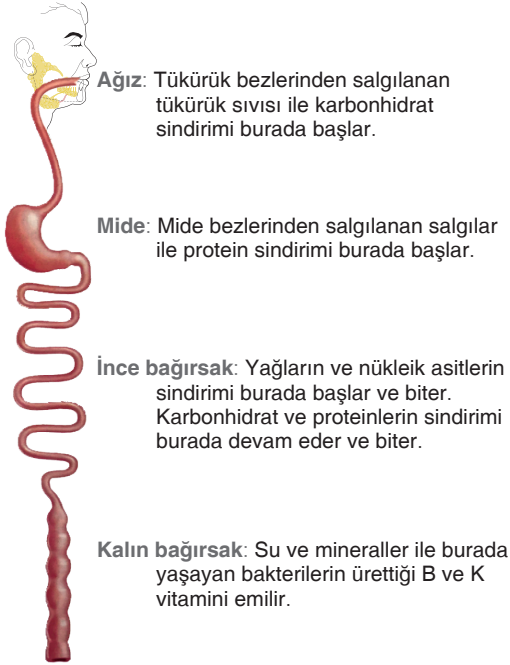 Ağız: Tükürük bezlerinden salgılanan
tükürük sıvısı ile karbonhidrat
sindirimi burada başlar.
Mide: Mide bezlerinden salgılanan salgılar
ile protein sindirimi burada başlar.
İnce bağırsak: Yağların ve nükleik asitlerin
sindirimi burada başlar ve biter.
Karbonhidrat ve proteinlerin sindirimi
burada devam eder ve biter.
Kalın bağırsak: Su ve mineraller ile burada
yaşayan bakterilerin ürettiği B ve K
vitamini emilir.